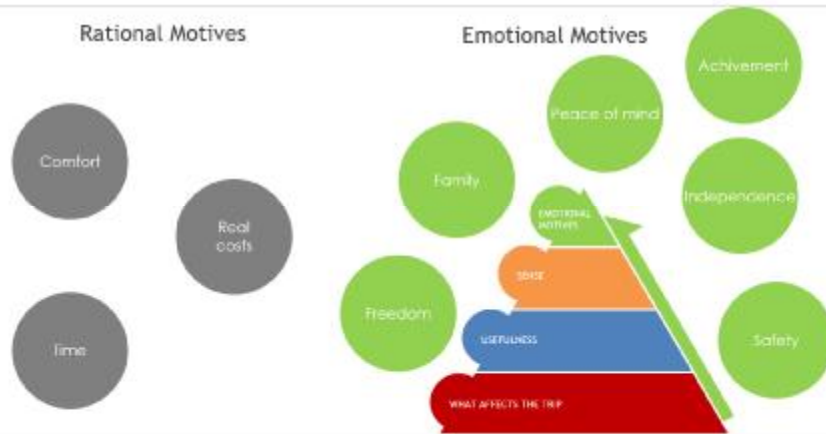 Rational Motives
Emotional Motives
Comfort
Real
costs
Time
Achivement
Peace of mind
Family
Independence
Freedom
Safety
EMOTIONAL
MOTIVES
SENSE
USEFULNESS
WHAT AFFECTS THE TRIP